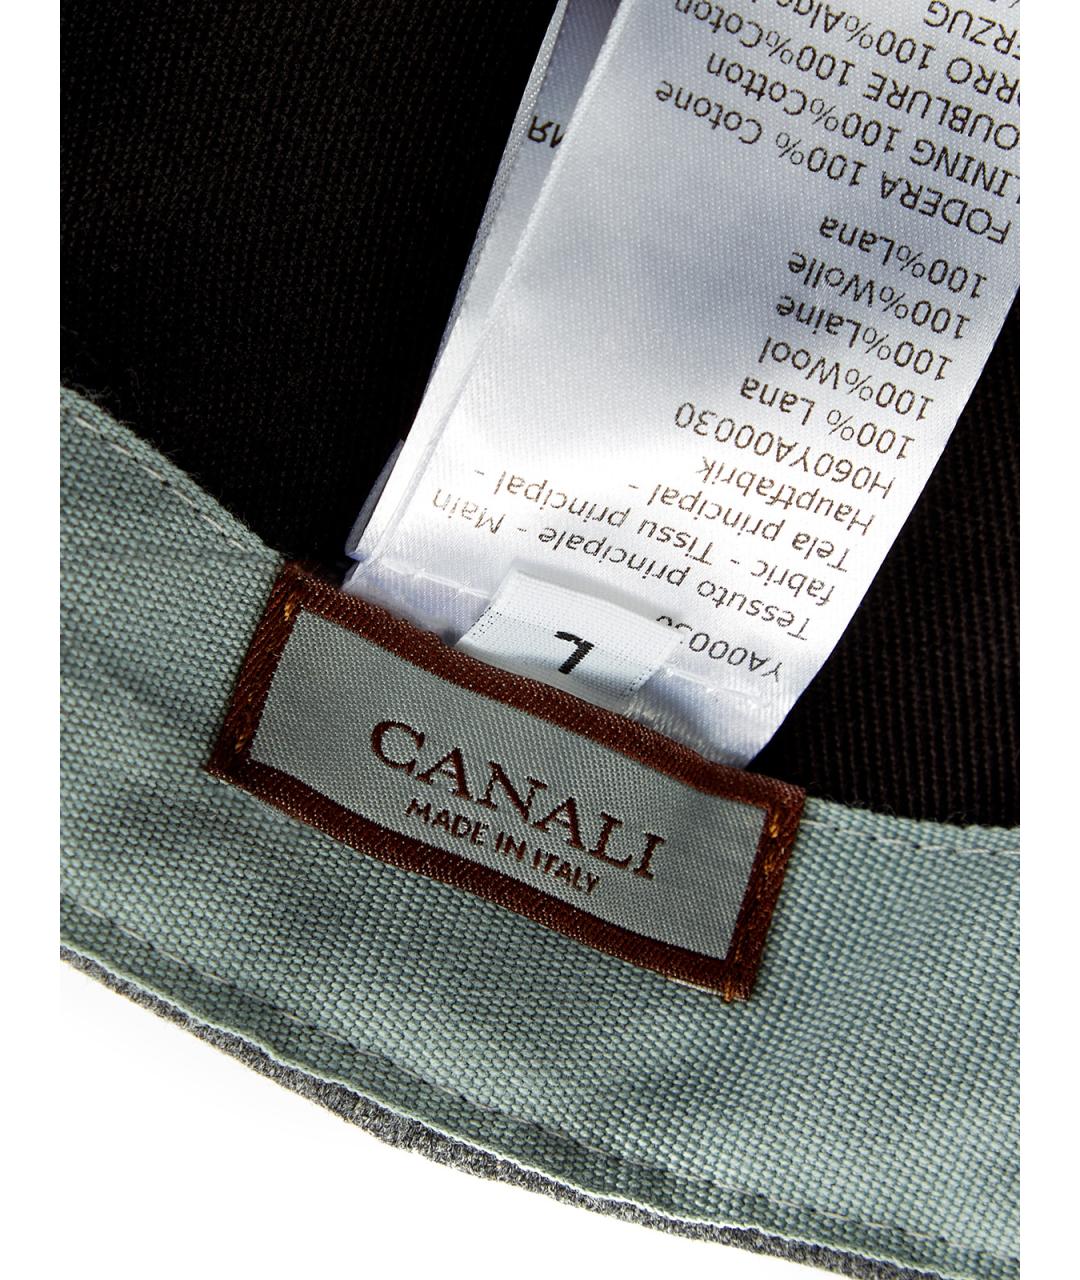 CANALI
MADE IN ITALY
L
Tessuto principale - Main
fabric - Tissu principal -
Tela principal -
Hauptfabrik
H060YA00030
100% Lana
100%Wool
100%Laine
100%Wolle
100%Lana
FODERA 100% Cotone
LINING 100%Cotton
100%Coton
100%